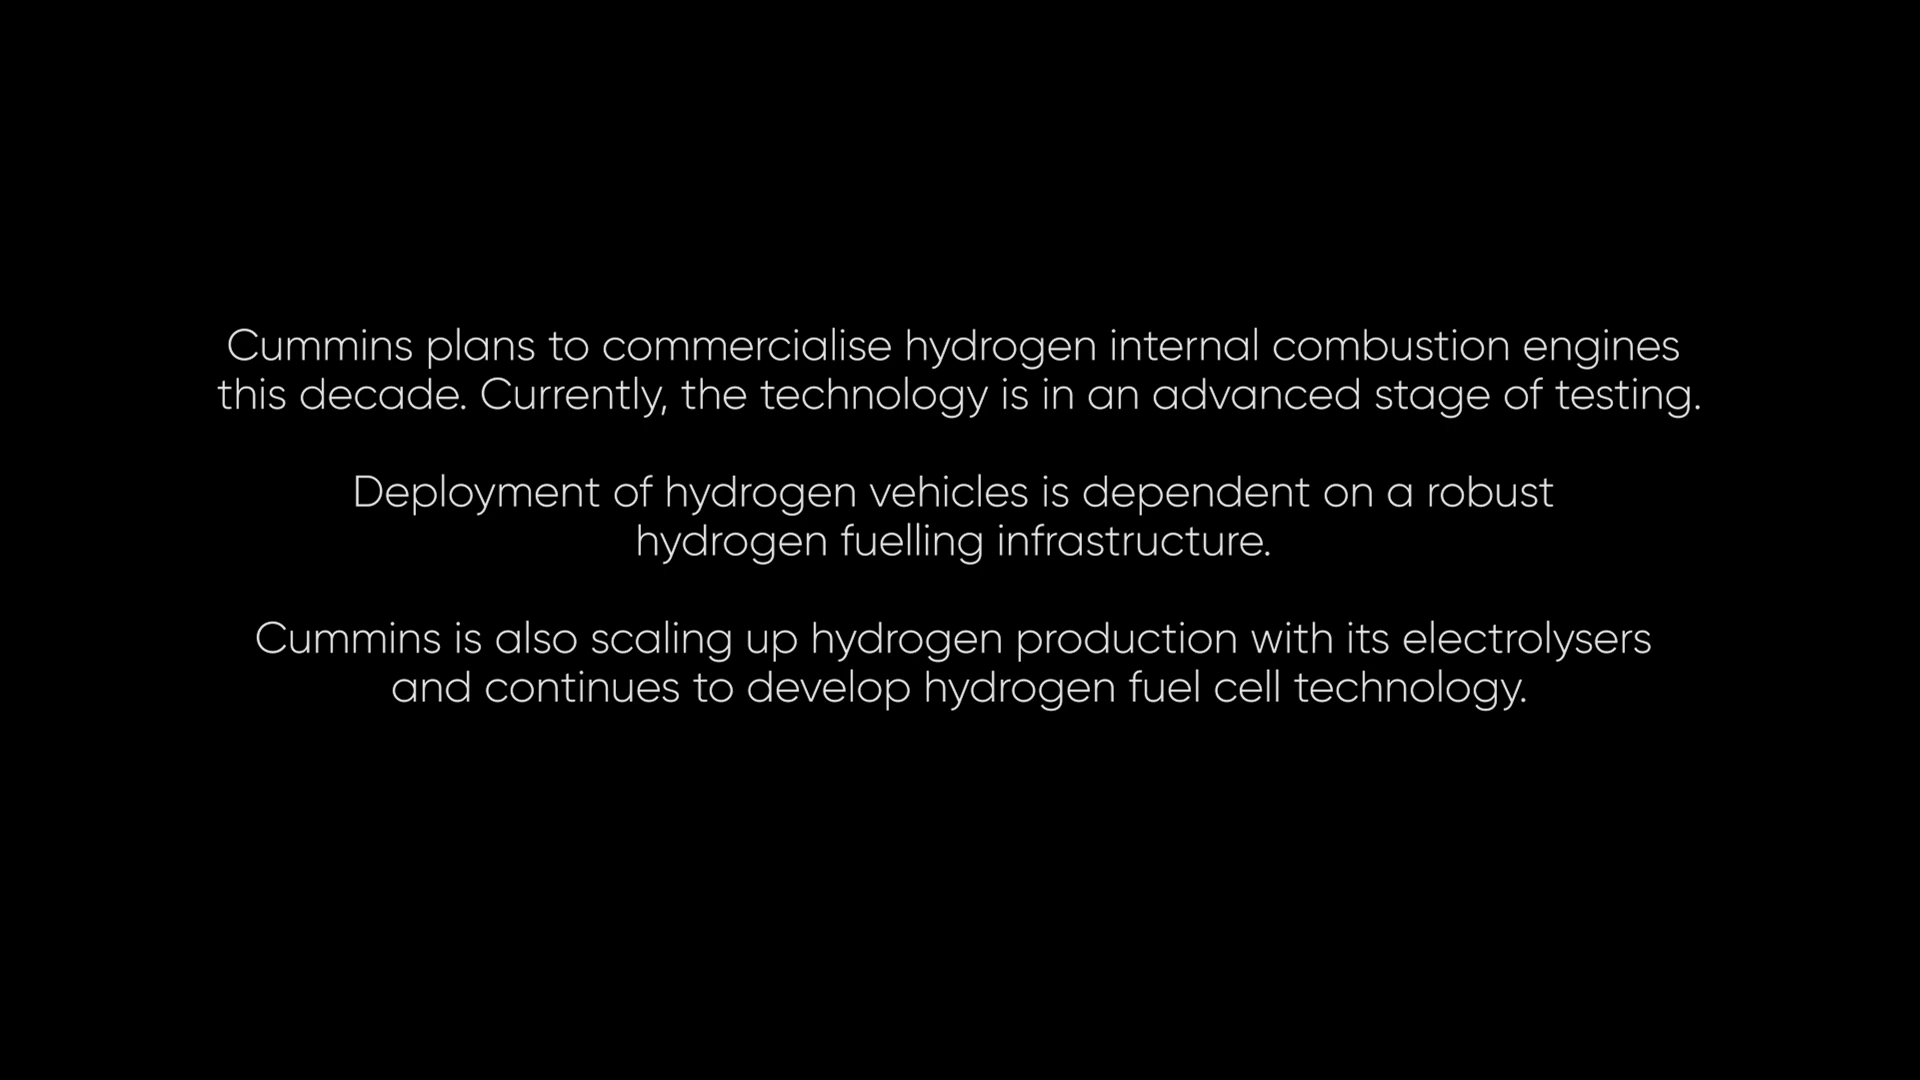 Cummins plans to commercialise hydrogen internal combustion engines
this decade. Currently, the technology is in an advanced stage of testing.
Deployment of hydrogen vehicles is dependent on a robust
hydrogen fuelling infrastructure.
Cummins is also scaling up hydrogen production with its electrolysers
and continues to develop hydrogen fuel cell technology.